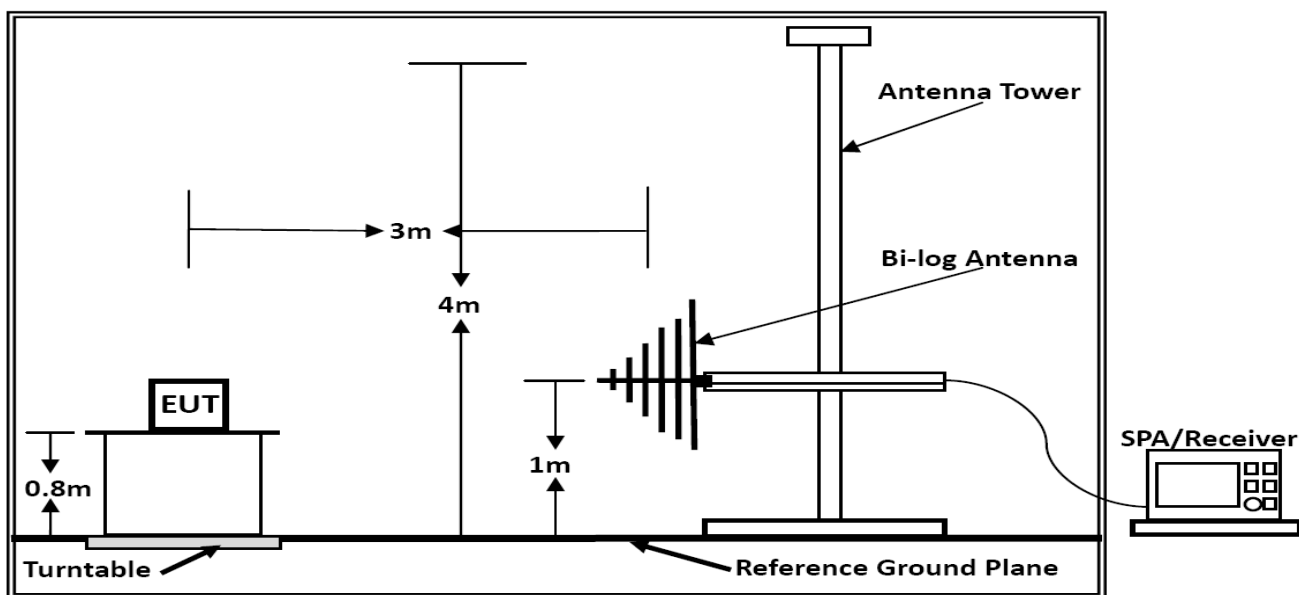 Antenna Tower
3m
Bi-log Antenna
4m
EUT
SPA/Receiver
1m
0.8m
Turntable
Reference Ground Plane